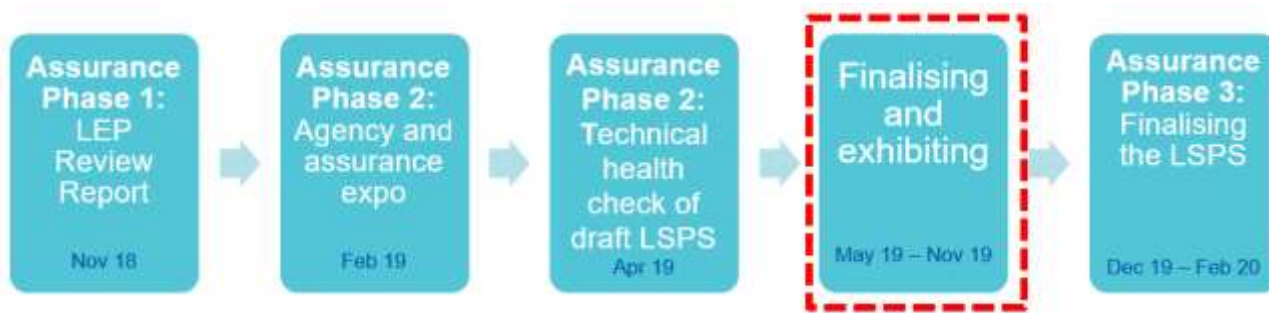 Assurance
Phase 1:
LEP
Review
Report
Nov 18
Assurance
Phase 2:
Agency and
assurance
expo
Feb 19
Assurance
Phase 2:
Technical
health
check of
draft LSPS
Apr 19
Finalising
and
exhibiting
May 19 – Nov 19
Assurance
Phase 3:
Finalising
the LSPS
Dec 19 – Feb 20